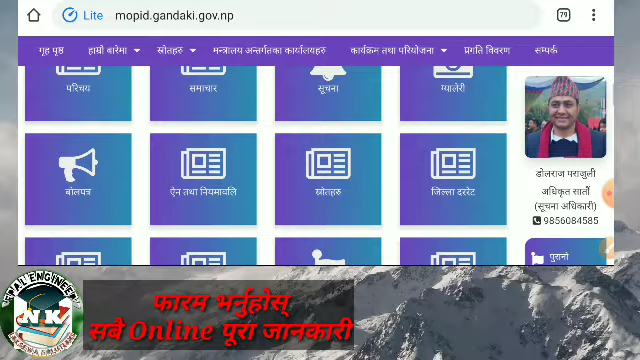 Lite mopid.gandaki.gov.np 79
गृह पृष्ठ हाम्रो बारेमा स्रोतहरु मन्त्रालय अन्तर्गतका कार्यालयहरु कार्यक्रम तथा परियोजना प्रगति विवरण सम्पर्क
परिचय समाचार सूचना ग्यालेरी
बोलपत्र ऐन तथा नियमावलि स्रोतहरु जिल्ला दररेट
डोलराज पराजुली
अधिकृत सातौं
(सूचना अधिकारी)
9856084585
पुरानो
NK
फारम भर्नुहोस्
सबै Online पूरा जानकारी